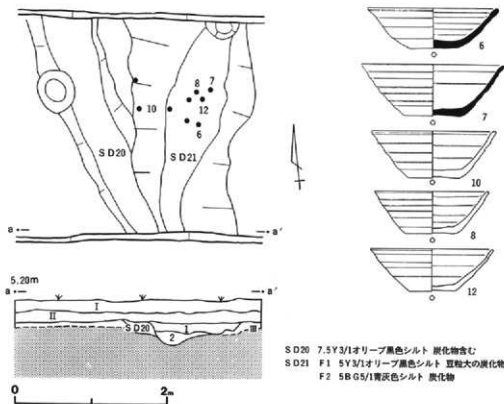 8 7
10 12
6
SD20 SD21
a a'
5.20m
a a'
I
II
SD20 1 III
2
0 2m
6
7
10
8
12
SD20 7.5Y3/1オリーブ黒色シルト 炭化物含む
SD21 F1 5Y3/1オリーブ黒色シルト 豆粒大の炭化物
F2 5BG5/1青灰色シルト 炭化物